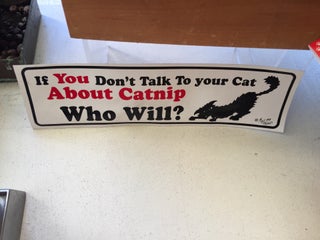 If You Don't Talk To your Cat
About Catnip
Who Will?